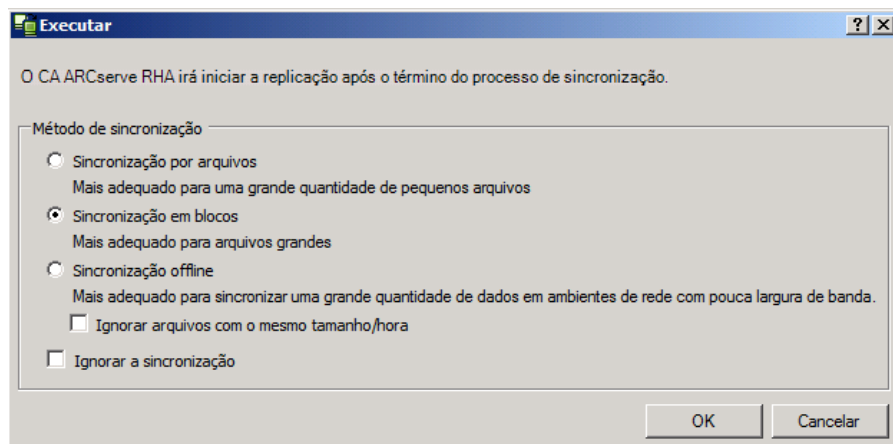 Executar
O CA ARCserve RHA irá iniciar a replicação após o término do processo de sincronização.
Método de sincronização
Sincronização por arquivos
Mais adequado para uma grande quantidade de pequenos arquivos
Sincronização em blocos
Mais adequado para arquivos grandes
Sincronização offline
Mais adequado para sincronizar uma grande quantidade de dados em ambientes de rede com pouca largura de banda.
Ignorar arquivos com o mesmo tamanho/hora
Ignorar a sincronização
OK Cancelar